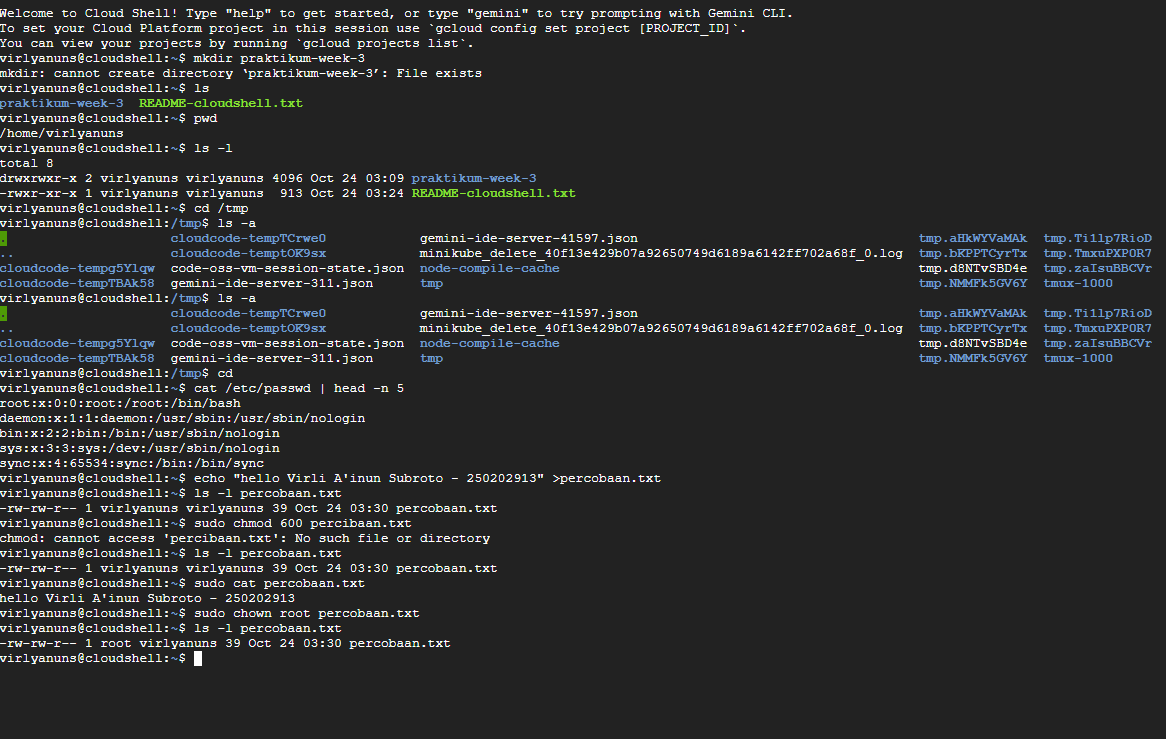 Welcome to Cloud Shell! Type "help" to get started, or type "gemini" to try prompting with Gemini CLI.
To set your Cloud Platform project in this session use `gcloud config set project [PROJECT_ID]`.
You can view your projects by running `gcloud projects list`.
virlyanuns@cloudshell:~$ mkdir praktikum-week-3
mkdir: cannot create directory ‘praktikum-week-3’: File exists
virlyanuns@cloudshell:~$ ls
praktikum-week-3  README-cloudshell.txt
virlyanuns@cloudshell:~$ pwd
/home/virlyanuns
virlyanuns@cloudshell:~$ ls -l
total 8
drwxrwxr-x 2 virlyanuns virlyanuns 4096 Oct 24 03:09 praktikum-week-3
-rwxr-xr-x 1 virlyanuns virlyanuns  913 Oct 24 03:24 README-cloudshell.txt
virlyanuns@cloudshell:~$ cd /tmp
virlyanuns@cloudshell:/tmp$ ls -a
.  cloudcode-tempTCrwe0  gemini-ide-server-41597.json  tmp.aHkWYVaMAk  tmp.Ti1lp7RioD
..  cloudcode-temptOK9sx  minikube_delete_40f13e429b07a92650749d6189a6142ff702a68f_0.log  tmp.bKPPTCyrTx  tmp.TmxuPXP0R7
cloudcode-tempg5Ylqw  code-oss-vm-session-state.json  node-compile-cache  tmp.d8NTvSBD4e  tmp.zaIsuBBCVr
cloudcode-tempTBAk58  gemini-ide-server-311.json  tmp  tmp.NMMFk5GV6Y  tmux-1000
virlyanuns@cloudshell:/tmp$ ls -a
.  cloudcode-tempTCrwe0  gemini-ide-server-41597.json  tmp.aHkWYVaMAk  tmp.Ti1lp7RioD
..  cloudcode-temptOK9sx  minikube_delete_40f13e429b07a92650749d6189a6142ff702a68f_0.log  tmp.bKPPTCyrTx  tmp.TmxuPXP0R7
cloudcode-tempg5Ylqw  code-oss-vm-session-state.json  node-compile-cache  tmp.d8NTvSBD4e  tmp.zaIsuBBCVr
cloudcode-tempTBAk58  gemini-ide-server-311.json  tmp  tmp.NMMFk5GV6Y  tmux-1000
virlyanuns@cloudshell:/tmp$ cd
virlyanuns@cloudshell:~$ cat /etc/passwd | head -n 5
root:x:0:0:root:/root:/bin/bash
daemon:x:1:1:daemon:/usr/sbin:/usr/sbin/nologin
bin:x:2:2:bin:/bin:/usr/sbin/nologin
sys:x:3:3:sys:/dev:/usr/sbin/nologin
sync:x:4:65534:sync:/bin:/bin/sync
virlyanuns@cloudshell:~$ echo "hello Virli A'inun Subroto - 250202913" >percobaan.txt
virlyanuns@cloudshell:~$ ls -l percobaan.txt
-rw-rw-r-- 1 virlyanuns virlyanuns 39 Oct 24 03:30 percobaan.txt
virlyanuns@cloudshell:~$ sudo chmod 600 percibaan.txt
chmod: cannot access 'percibaan.txt': No such file or directory
virlyanuns@cloudshell:~$ ls -l percobaan.txt
-rw-rw-r-- 1 virlyanuns virlyanuns 39 Oct 24 03:30 percobaan.txt
virlyanuns@cloudshell:~$ sudo cat percobaan.txt
hello Virli A'inun Subroto - 250202913
virlyanuns@cloudshell:~$ sudo chown root percobaan.txt
virlyanuns@cloudshell:~$ ls -l percobaan.txt
-rw-rw-r-- 1 root virlyanuns 39 Oct 24 03:30 percobaan.txt
virlyanuns@cloudshell:~$